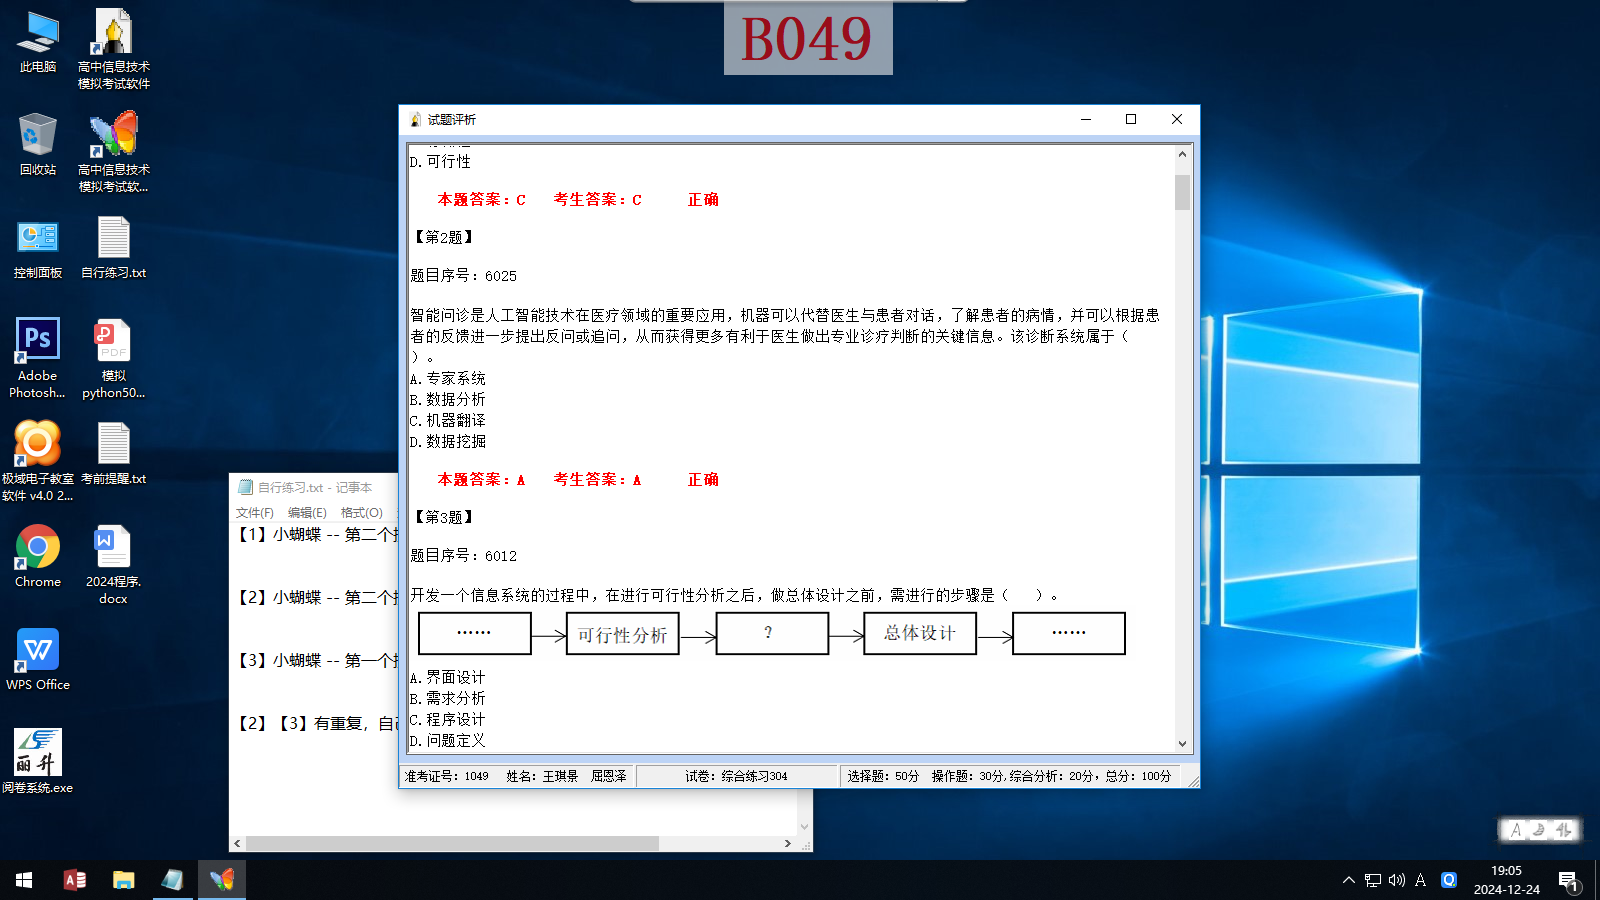 B049
此电脑
高中信息技术
模拟考试软件
回收站
高中信息技术
模拟考试软...
控制面板
自行练习.txt
Ps
Adobe
Photosh...
PDF
模拟
python50...
极域电子教室
软件 v4.0 2...
考前提醒.txt
Chrome
2024程序.
docx
WPS Office
丽升
阅卷系统.exe
自行练习.txt - 记事本
文件(F) 编辑(E) 格式(O)
【1】小蝴蝶 -- 第二个
【2】小蝴蝶 -- 第二个
【3】小蝴蝶 -- 第一个
【2】【3】有重复，自
试题评析
D.可行性
本题答案：C 考生答案：C 正确
【第2题】
题目序号：6025
智能问诊是人工智能技术在医疗领域的重要应用，机器可以代替医生与患者对话，了解患者的病情，并可以根据患
者的反馈进一步提出反问或追问，从而获得更多有利于医生做出专业诊疗判断的关键信息。该诊断系统属于（
）。
A.专家系统
B.数据分析
C.机器翻译
D.数据挖掘
本题答案：A 考生答案：A 正确
【第3题】
题目序号：6012
开发一个信息系统的过程中，在进行可行性分析之后，做总体设计之前，需进行的步骤是（ ）。
…… 可行性分析 ? 总体设计 ……
A.界面设计
B.需求分析
C.程序设计
D.问题定义
准考证号：1049 姓名：王琪景 屈恩泽 试卷：综合练习304 选择题：50分 操作题：30分,综合分析：20分，总分：100分
A
A
19:05
2024-12-24
1